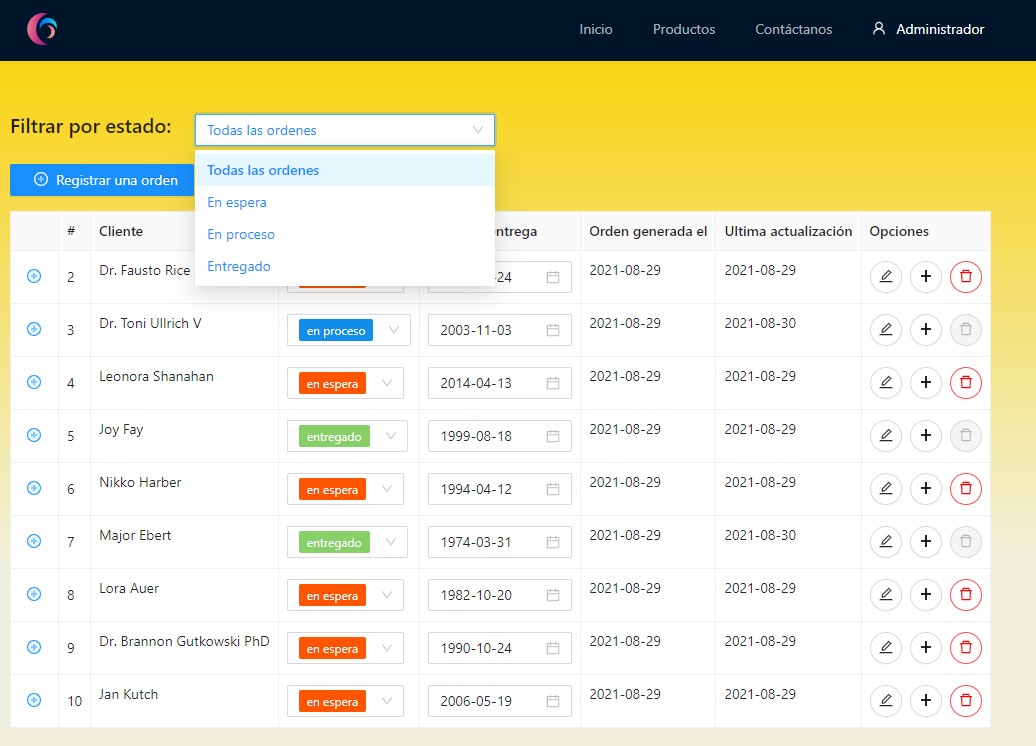 Inicio Productos Contáctanos Administrador
Filtrar por estado: Todas las ordenes
Todas las ordenes
Registrar una orden
En espera
En proceso
Entregado
# Cliente Orden generada el Ultima actualización Opciones
2 Dr. Fausto Rice 2021-08-29 2021-08-29
3 Dr. Toni Ullrich V en proceso 2003-11-03 2021-08-29 2021-08-30
4 Leonora Shanahan en espera 2014-04-13 2021-08-29 2021-08-29
5 Joy Fay entregado 1999-08-18 2021-08-29 2021-08-29
6 Nikko Harber en espera 1994-04-12 2021-08-29 2021-08-29
7 Major Ebert entregado 1974-03-31 2021-08-29 2021-08-30
8 Lora Auer en espera 1982-10-20 2021-08-29 2021-08-29
9 Dr. Brannon Gutkowski PhD en espera 1990-10-24 2021-08-29 2021-08-29
10 Jan Kutch en espera 2006-05-19 2021-08-29 2021-08-29